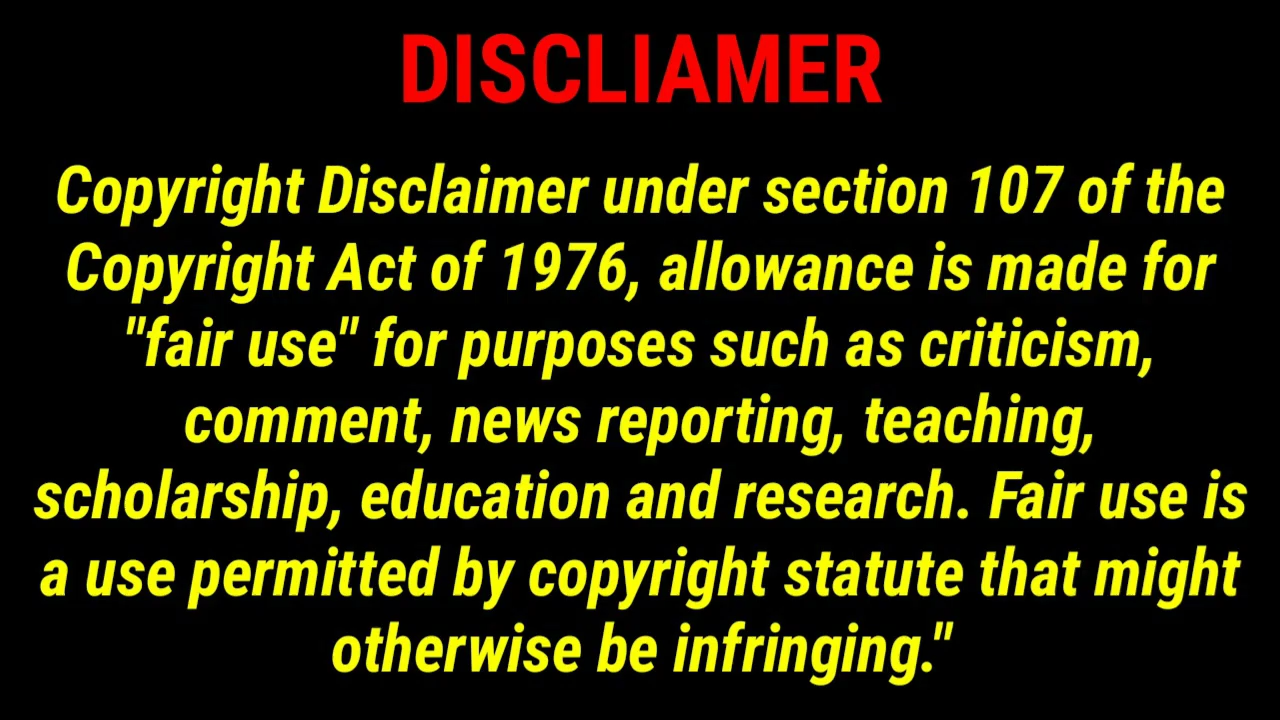 DISCLIAMER
Copyright Disclaimer under section 107 of the
Copyright Act of 1976, allowance is made for
"fair use" for purposes such as criticism,
comment, news reporting, teaching,
scholarship, education and research. Fair use is
a use permitted by copyright statute that might
otherwise be infringing."